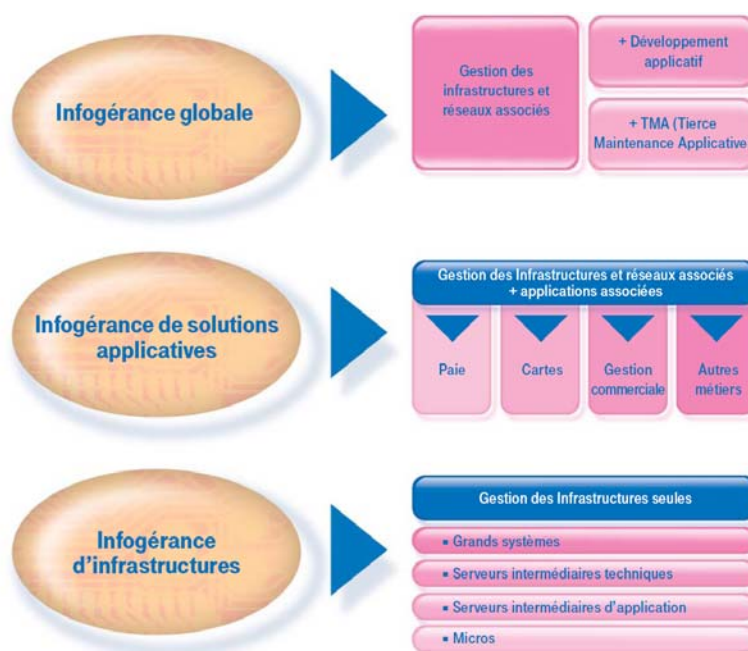 Infogérance globale
Gestion des
infrastructures et
réseaux associés
+ Développement
applicatif
+ TMA (Tierce
Maintenance Applicative
Infogérance de solutions
applicatives
Gestion des Infrastructures et réseaux associés
+ applications associées
Paie
Cartes
Gestion
commerciale
Autres
métiers
Infogérance
d'infrastructures
Gestion des Infrastructures seules
▪ Grands systèmes
▪ Serveurs intermédiaires techniques
▪ Serveurs intermédiaires d'application
▪ Micros